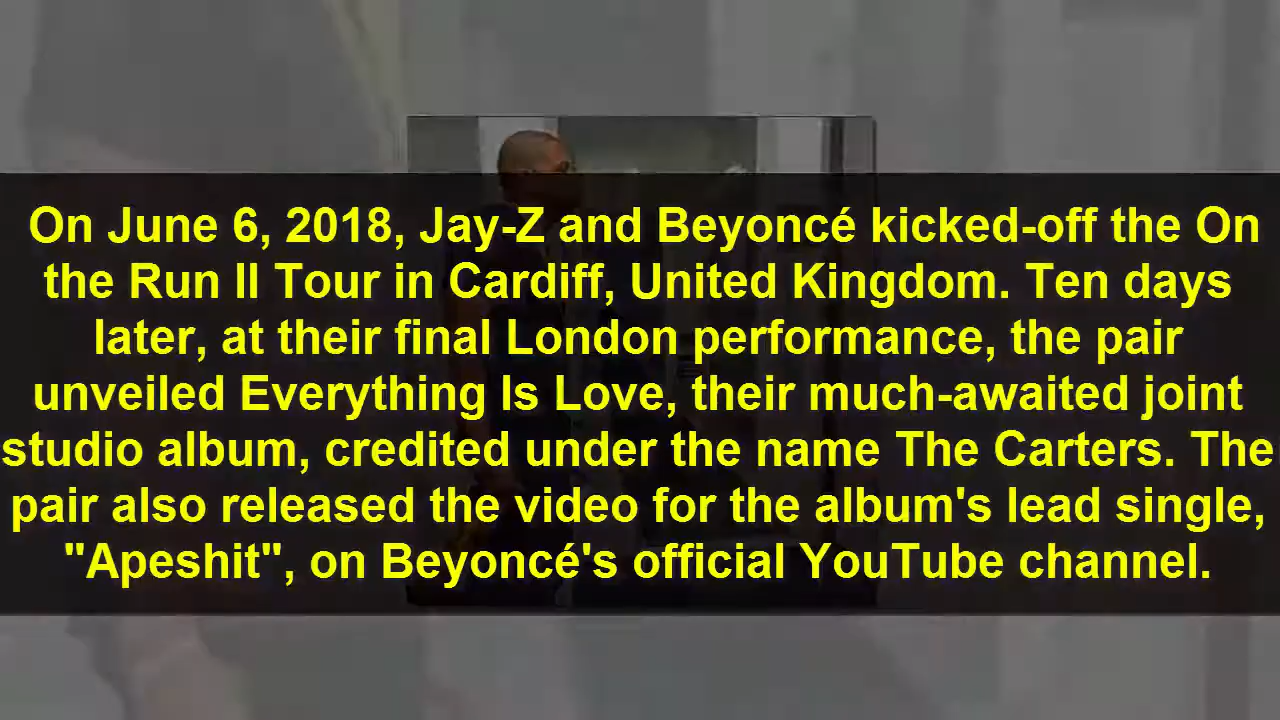 On June 6, 2018, Jay-Z and Beyoncé kicked-off the On
the Run II Tour in Cardiff, United Kingdom. Ten days
later, at their final London performance, the pair
unveiled Everything Is Love, their much-awaited joint
studio album, credited under the name The Carters. The
pair also released the video for the album's lead single,
"Apeshit", on Beyoncé's official YouTube channel.